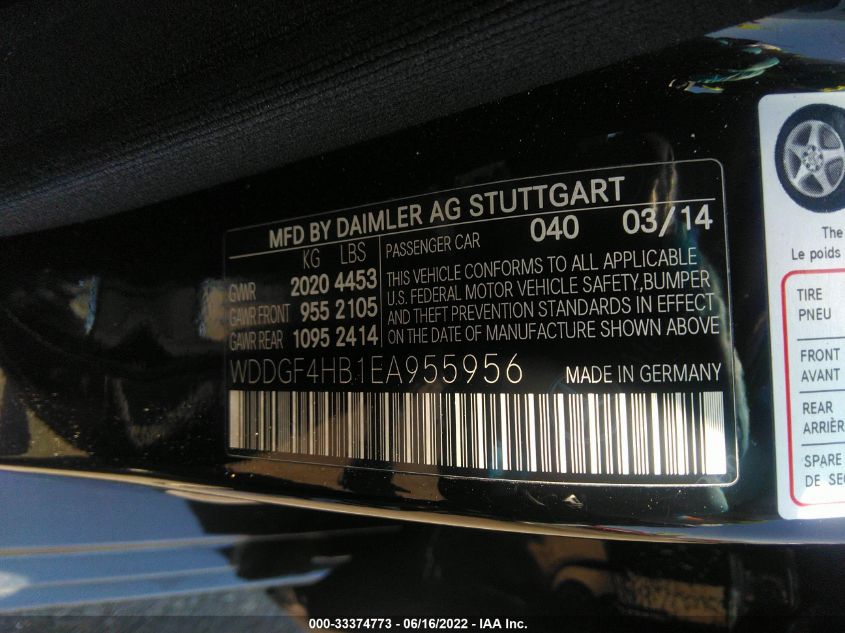 MFD BY DAIMLER AG STUTTGART
KG LBS
GVWR 2020 4453
GAWR FRONT 955 2105
GAWR REAR 1095 2414
PASSENGER CAR 040 03/14
THIS VEHICLE CONFORMS TO ALL APPLICABLE
U.S. FEDERAL MOTOR VEHICLE SAFETY,BUMPER
AND THEFT PREVENTION STANDARDS IN EFFECT
ON THE DATE OF MANUFACTURE SHOWN ABOVE
WDDGF4HB1EA955956 MADE IN GERMANY
The
Le poids
TIRE
PNEU
FRONT
AVANT
REAR
ARRIÈR
SPARE
DE SEC
000-33374773 - 06/16/2022 - IAA Inc.